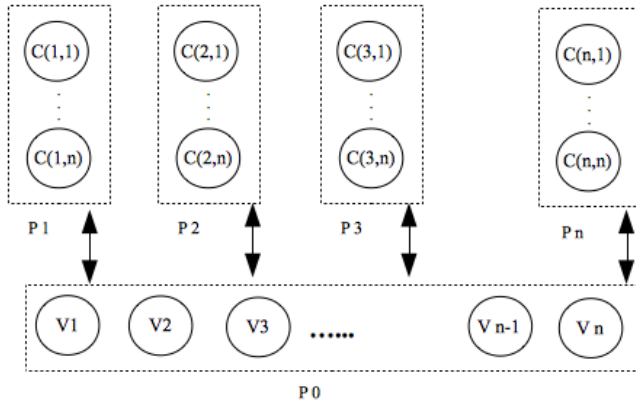 C(1,1) C(2,1) C(3,1) C(n,1)
C(1,n) C(2,n) C(3,n) C(n,n)
P 1 P 2 P 3 P n
V1 V2 V3 ...... V n-1 V n
P 0